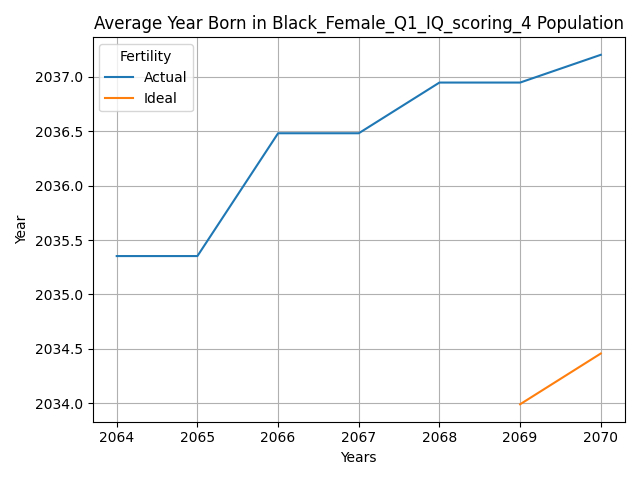 Average Year Born in Black_Female_Q1_IQ_scoring_4 Population
Fertility
Actual
Ideal
2037.0
2036.5
2036.0
2035.5
2035.0
2034.5
2034.0
Year
2064 2065 2066 2067 2068 2069 2070
Years